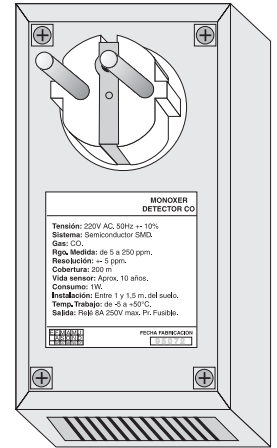 MONOXER
DETECTOR CO
Tensión: 220V AC, 50Hz +- 10%
Sistema: Semiconductor SMD.
Gas: CO.
Rgo. Medida: de 5 a 250 ppm.
Resolución: +- 5 ppm.
Cobertura: 200 m
Vida sensor: Aprox. 10 años.
Consumo: 1W.
Instalación: Entre 1 y 1,5 m. del suelo.
Temp. Trabajo: de -5 a +50°C.
Salida: Relé 8A 250V max. Pr. Fusible.
FECHA FABRICACION